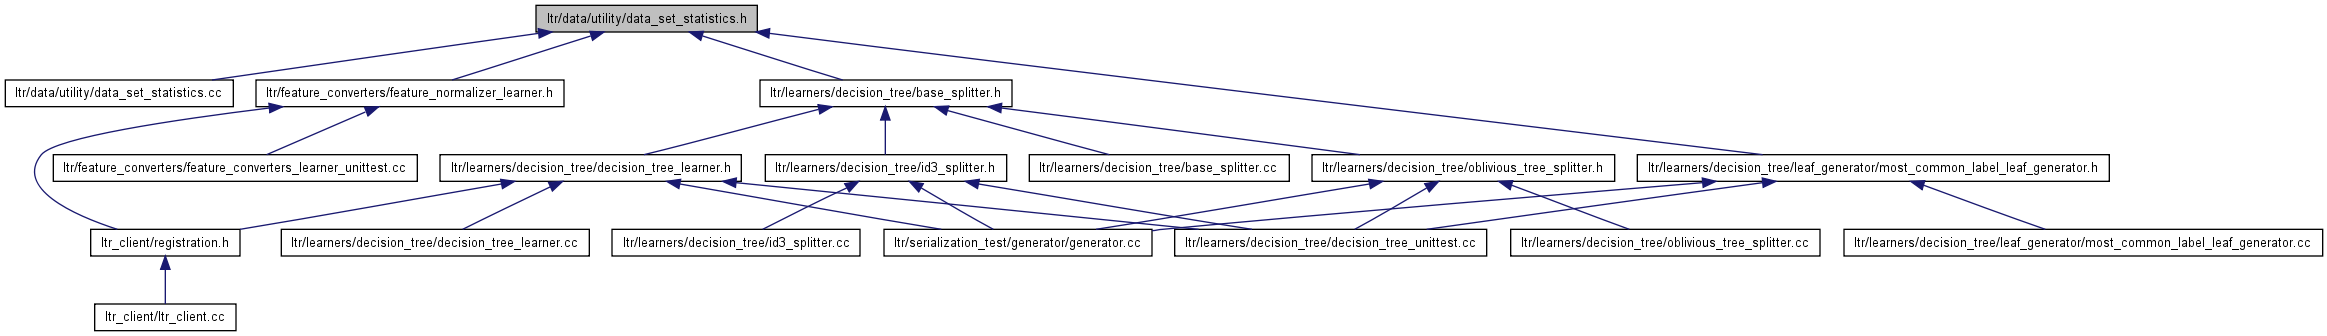 ltr/data/utility/data_set_statistics.h
ltr/data/utility/data_set_statistics.cc
ltr/feature_converters/feature_normalizer_learner.h
ltr/learners/decision_tree/base_splitter.h
ltr/feature_converters/feature_converters_learner_unittest.cc
ltr/learners/decision_tree/decision_tree_learner.h
ltr/learners/decision_tree/id3_splitter.h
ltr/learners/decision_tree/base_splitter.cc
ltr/learners/decision_tree/oblivious_tree_splitter.h
ltr/learners/decision_tree/leaf_generator/most_common_label_leaf_generator.h
ltr_client/registration.h
ltr/learners/decision_tree/decision_tree_learner.cc
ltr/learners/decision_tree/id3_splitter.cc
ltr/serialization_test/generator/generator.cc
ltr/learners/decision_tree/decision_tree_unittest.cc
ltr/learners/decision_tree/oblivious_tree_splitter.cc
ltr/learners/decision_tree/leaf_generator/most_common_label_leaf_generator.cc
ltr_client/ltr_client.cc